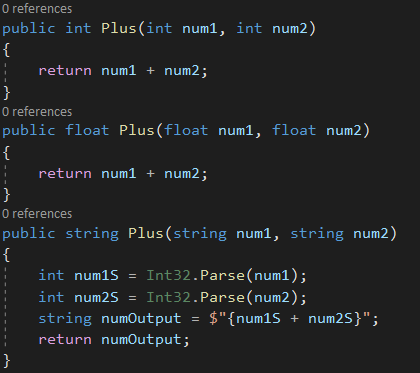 0 references
public int Plus(int num1, int num2)
{
return num1 + num2;
}
0 references
public float Plus(float num1, float num2)
{
return num1 + num2;
}
0 references
public string Plus(string num1, string num2)
{
int num1S = Int32.Parse(num1);
int num2S = Int32.Parse(num2);
string numOutput = $"{num1S + num2S}";
return numOutput;
}